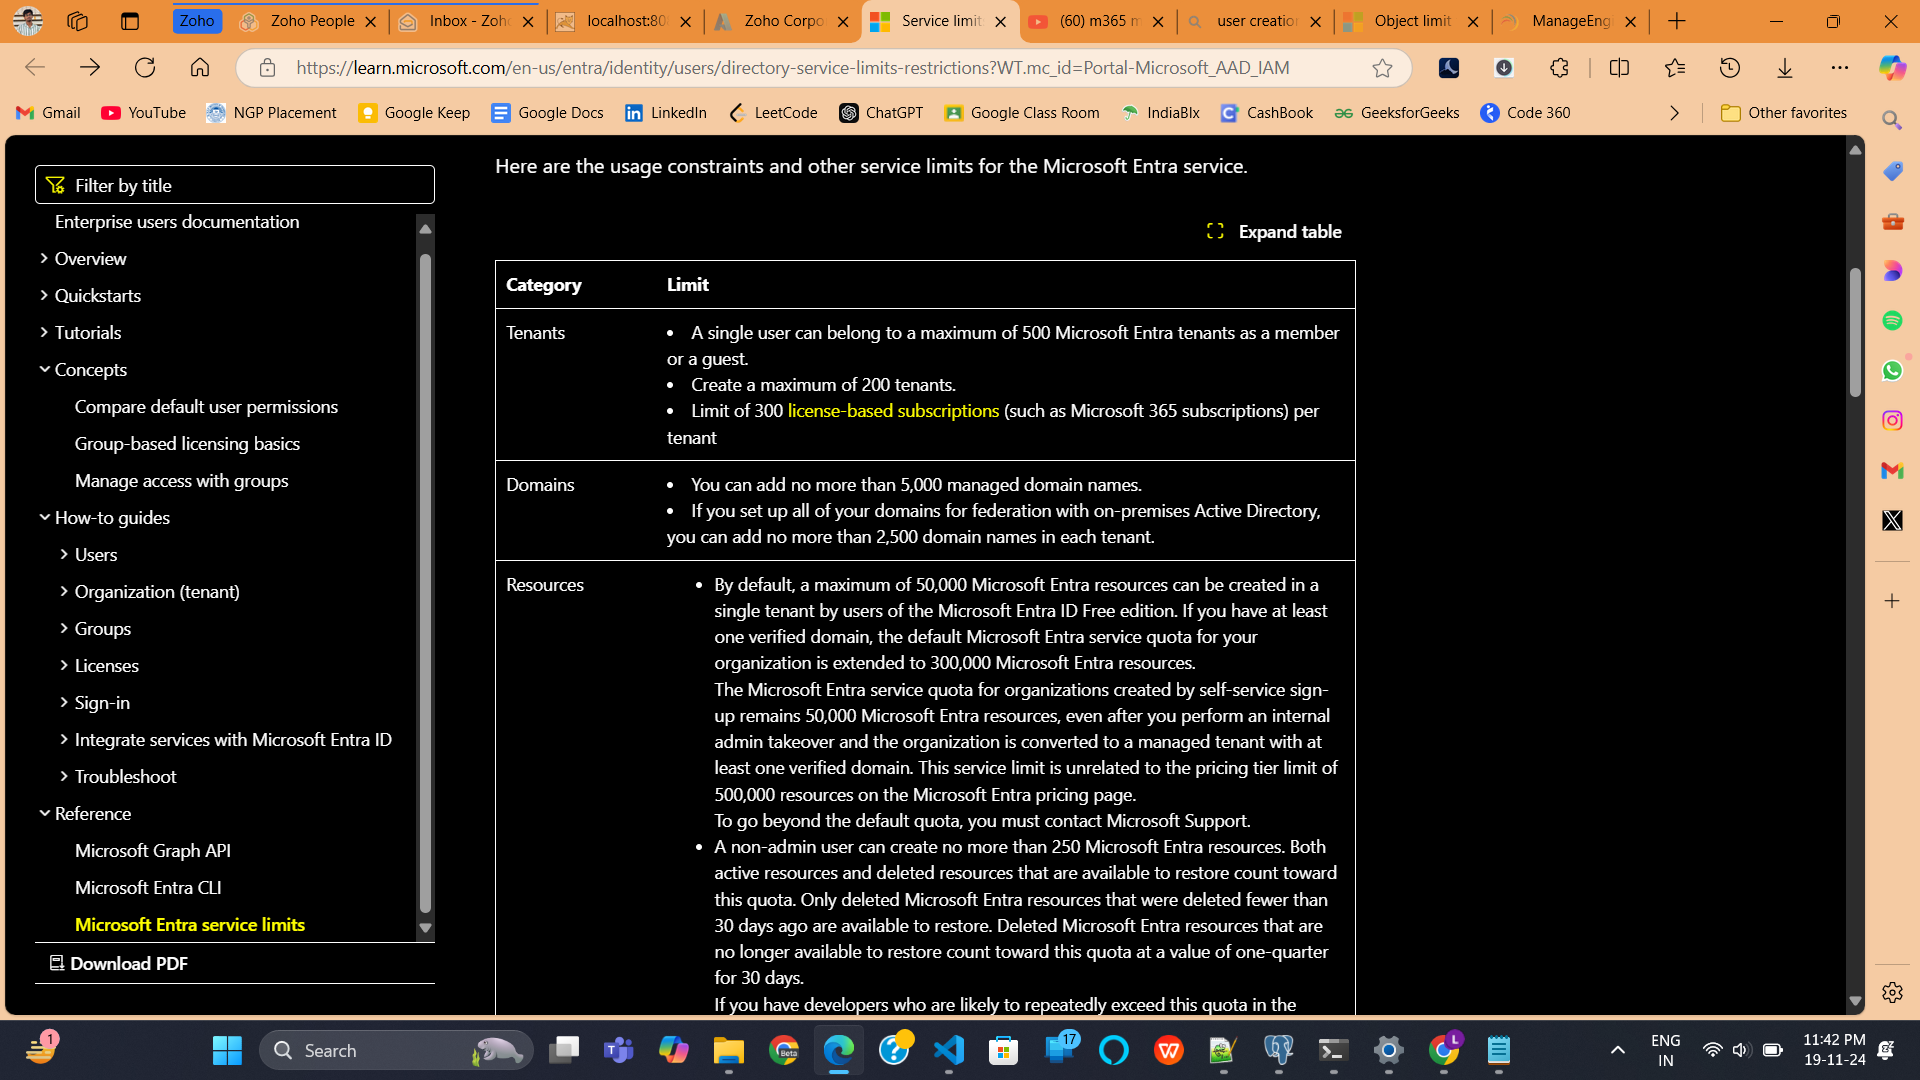 Zoho
Zoho People
Inbox - Zoh
localhost:80
Zoho Corpo
Service limit
(60) m365 m
user creation
Object limit
ManageEngi
https://learn.microsoft.com/en-us/entra/identity/users/directory-service-limits-restrictions?WT.mc_id=Portal-Microsoft_AAD_IAM
Gmail
YouTube
NGP Placement
Google Keep
Google Docs
LinkedIn
LeetCode
ChatGPT
Google Class Room
IndiaBIx
CashBook
GeeksforGeeks
Code 360
Other favorites
Filter by title
Enterprise users documentation
Overview
Quickstarts
Tutorials
Concepts
Compare default user permissions
Group-based licensing basics
Manage access with groups
How-to guides
Users
Organization (tenant)
Groups
Licenses
Sign-in
Integrate services with Microsoft Entra ID
Troubleshoot
Reference
Microsoft Graph API
Microsoft Entra CLI
Microsoft Entra service limits
Download PDF
Here are the usage constraints and other service limits for the Microsoft Entra service.
Expand table
Category Limit
Tenants
• A single user can belong to a maximum of 500 Microsoft Entra tenants as a member
or a guest.
• Create a maximum of 200 tenants.
• Limit of 300 license-based subscriptions (such as Microsoft 365 subscriptions) per
tenant
Domains
• You can add no more than 5,000 managed domain names.
• If you set up all of your domains for federation with on-premises Active Directory,
you can add no more than 2,500 domain names in each tenant.
Resources
• By default, a maximum of 50,000 Microsoft Entra resources can be created in a
single tenant by users of the Microsoft Entra ID Free edition. If you have at least
one verified domain, the default Microsoft Entra service quota for your
organization is extended to 300,000 Microsoft Entra resources.
The Microsoft Entra service quota for organizations created by self-service sign-
up remains 50,000 Microsoft Entra resources, even after you perform an internal
admin takeover and the organization is converted to a managed tenant with at
least one verified domain. This service limit is unrelated to the pricing tier limit of
500,000 resources on the Microsoft Entra pricing page.
To go beyond the default quota, you must contact Microsoft Support.
• A non-admin user can create no more than 250 Microsoft Entra resources. Both
active resources and deleted resources that are available to restore count toward
this quota. Only deleted Microsoft Entra resources that were deleted fewer than
30 days ago are available to restore. Deleted Microsoft Entra resources that are
no longer available to restore count toward this quota at a value of one-quarter
for 30 days.
If you have developers who are likely to repeatedly exceed this quota in the
1
Search
Beta
17
L
ENG
IN
11:42 PM
19-11-24